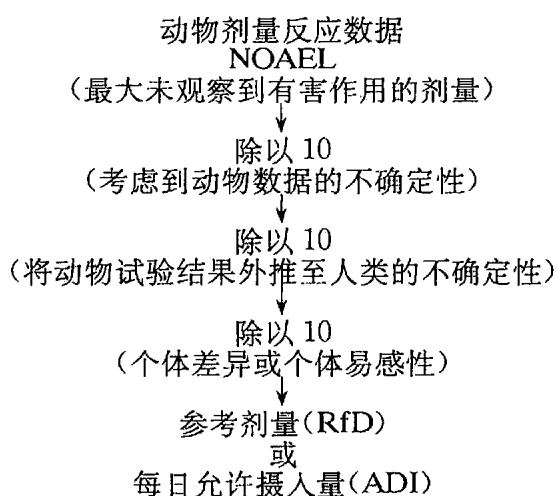 动物剂量反应数据
NOAEL
（最大未观察到有害作用的剂量）
除以 10
（考虑到动物数据的不确定性）
除以 10
（将动物试验结果外推至人类的不确定性）
除以 10
（个体差异或个体易感性）
参考剂量（RfD）
或
每日允许摄入量（ADI）